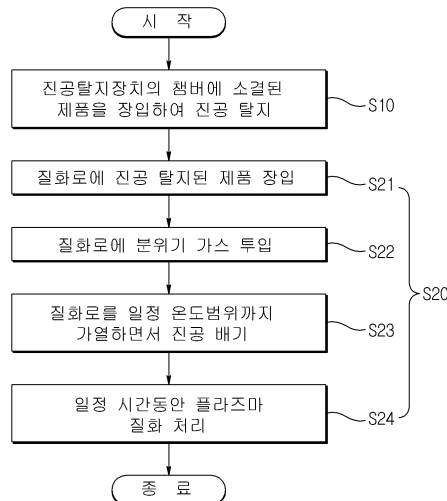 시 작
진공탈지장치의 챔버에 소결된
제품을 장입하여 진공 탈지
S10
질화로에 진공 탈지된 제품 장입
S21
질화로에 분위기 가스 투입
S22
S20
질화로를 일정 온도범위까지
가열하면서 진공 배기
S23
일정 시간동안 플라즈마
질화 처리
S24
종 료